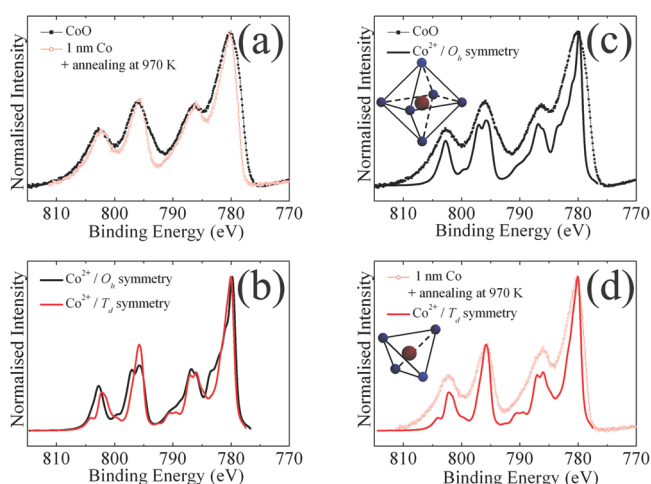 CoO
1 nm Co
+ annealing at 970 K
(a)
Normalised Intensity
810 800 790 780 770
Binding Energy (eV)
CoO
Co²⁺/ Oₕ symmetry
(c)
Normalised Intensity
810 800 790 780 770
Binding Energy (eV)
Co²⁺/ Oₕ symmetry
Co²⁺/ T_d symmetry
(b)
Normalised Intensity
810 800 790 780 770
Binding Energy (eV)
1 nm Co
+ annealing at 970 K
Co²⁺/ T_d symmetry
(d)
Normalised Intensity
810 800 790 780 770
Binding Energy (eV)